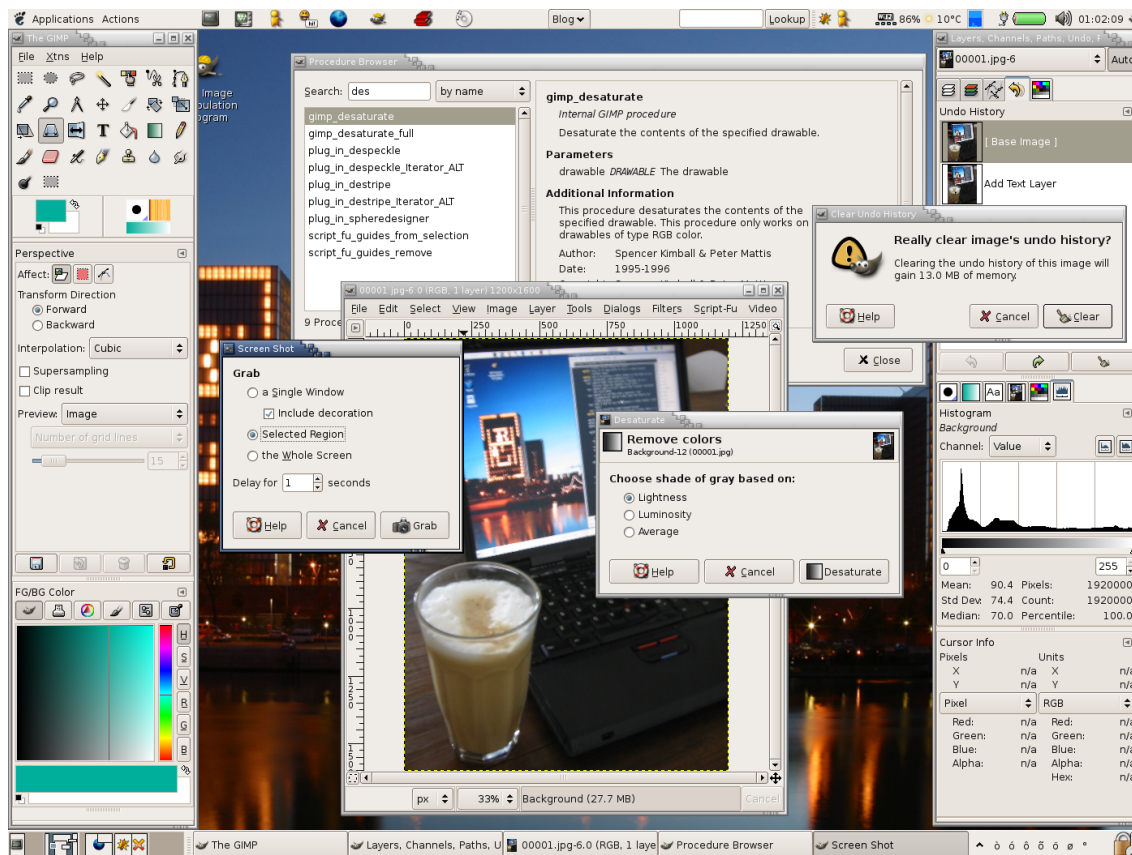 Applications Actions
Blog
Lookup
86%
10°C
01:02:09
The GIMP
File Xtns Help
Perspective
Affect:
Transform Direction
Forward
Backward
Interpolation: Cubic
Supersampling
Clip result
Preview: Image
Number of grid lines
15
FG/BG Color
H
S
V
R
G
B
Image
Procedure Browser
Search: des
by name
gimp_desaturate
gimp_desaturate_full
plug_in_despeckle
plug_in_despeckle_Iterator_ALT
plug_in_destripe
plug_in_destripe_Iterator_ALT
plug_in_spheredesigner
script_fu_guides_from_selection
script_fu_guides_remove
9 Proce
gimp_desaturate
Internal GIMP procedure
Desaturate the contents of the specified drawable.
Parameters
drawable DRAWABLE The drawable
Additional Information
This procedure desaturates the contents of the
specified drawable. This procedure only works on
drawables of type RGB color.
Author: Spencer Kimball & Peter Mattis
Date: 1995-1996
Close
00001.jpg-6.0 (RGB, 1 layer) 1200x1600
File Edit Select View Image Layer Tools Dialogs Filters Script-Fu Video
0 250 500 750 1000 1250
px
33%
Background (27.7 MB)
Cancel
Screen Shot
Grab
a Single Window
Include decoration
Selected Region
the Whole Screen
Delay for 1 seconds
Help
Cancel
Grab
Desaturate
Remove colors
Background-12 (00001.jpg)
Choose shade of gray based on:
Lightness
Luminosity
Average
Help
Cancel
Desaturate
Clear Undo History
Really clear image's undo history?
Clearing the undo history of this image will
gain 13.0 MB of memory.
Help
Cancel
Clear
Layers, Channels, Paths, Undo,
00001.jpg-6
Auto
Undo History
[ Base Image ]
Add Text Layer
Aa
Histogram
Background
Channel: Value
0
255
Mean: 90.4 Pixels: 1920000
Std Dev: 74.4 Count: 1920000
Median: 70.0 Percentile: 100.0
Cursor Info
Pixels Units
X n/a X n/a
Y n/a Y n/a
Pixel
RGB
Red: n/a Red: n/a
Green: n/a Green: n/a
Blue: n/a Blue: n/a
Alpha: n/a Alpha: n/a
Hex: n/a
The GIMP
Layers, Channels, Paths, U
00001.jpg-6.0 (RGB, 1 laye
Procedure Browser
Screen Shot